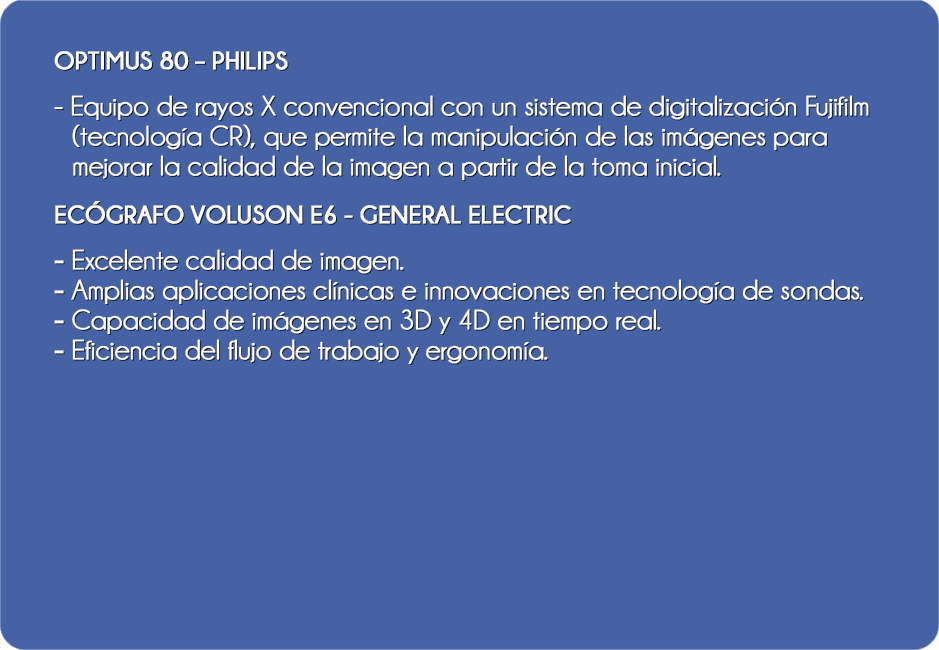 OPTIMUS 80 – PHILIPS
- Equipo de rayos X convencional con un sistema de digitalización Fujifilm
(tecnología CR), que permite la manipulación de las imágenes para
mejorar la calidad de la imagen a partir de la toma inicial.
ECÓGRAFO VOLUSON E6 - GENERAL ELECTRIC
- Excelente calidad de imagen.
- Amplias aplicaciones clínicas e innovaciones en tecnología de sondas.
- Capacidad de imágenes en 3D y 4D en tiempo real.
- Eficiencia del flujo de trabajo y ergonomía.